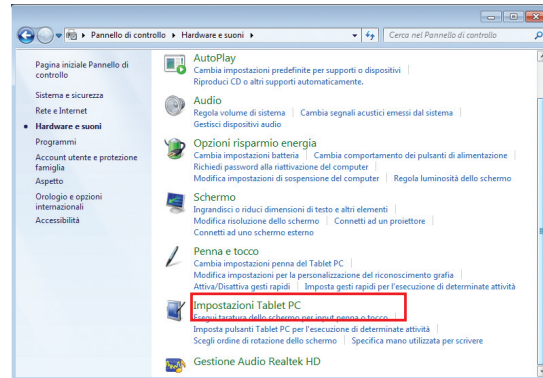 Pannello di controllo Hardware e suoni Cerca nel Pannello di controllo
Pagina iniziale Pannello di
controllo
Sistema e sicurezza
Rete e Internet
Hardware e suoni
Programmi
Account utente e protezione
famiglia
Aspetto
Orologio e opzioni
internazionali
Accessibilità
AutoPlay
Cambia impostazioni predefinite per supporti o dispositivi
Riproduci CD o altri supporti automaticamente.
Audio
Regola volume di sistema Cambia segnali acustici emessi dal sistema
Gestisci dispositivi audio
Opzioni risparmio energia
Cambia impostazioni batteria Cambia comportamento dei pulsanti di alimentazione
Richiedi password alla riattivazione del computer
Modifica impostazioni di sospensione del computer Regola luminosità dello schermo
Schermo
Ingrandisci o riduci dimensioni di testo e altri elementi
Modifica risoluzione dello schermo Connetti ad un proiettore
Connetti ad uno schermo esterno
Penna e tocco
Cambia impostazioni penna del Tablet PC
Modifica impostazioni per la personalizzazione del riconoscimento grafia
Attiva/Disattiva gesti rapidi Imposta gesti rapidi per l'esecuzione di determinate attività
Impostazioni Tablet PC
Esegui taratura dello schermo per input penna o tocco
Imposta pulsanti Tablet PC per l'esecuzione di determinate attività
Scegli ordine di rotazione dello schermo Specifica mano utilizzata per scrivere
Gestione Audio Realtek HD